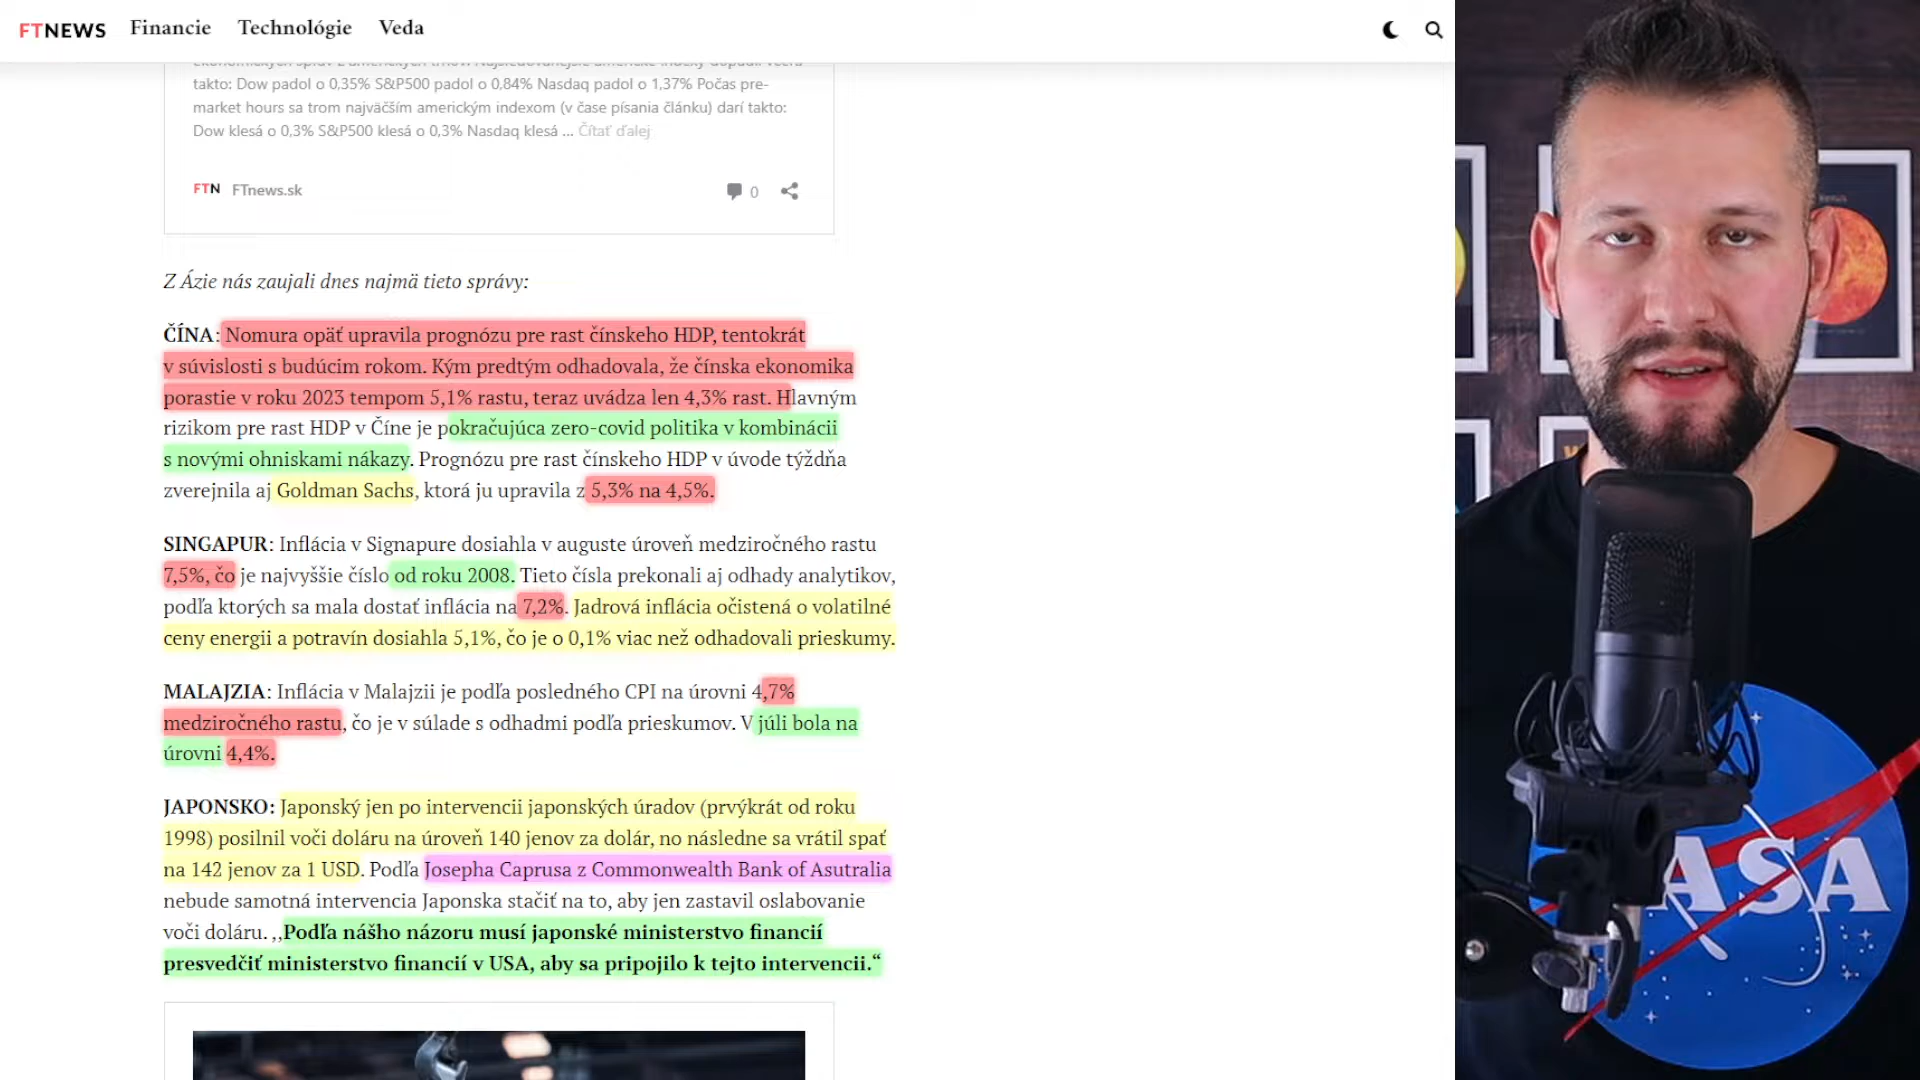 FTNEWS Financie Technológie Veda
takto: Dow padol o 0,35% S&P500 padol o 0,84% Nasdaq padol o 1,37% Počas pre-
market hours sa trom najväčším americkým indexom (v čase písania článku) darí takto:
Dow klesá o 0,3% S&P500 klesá o 0,3% Nasdaq klesá ... Čítať ďalej
FTN FTnews.sk 0
Z Ázie nás zaujali dnes najmä tieto správy:
ČÍNA: Nomura opäť upravila prognózu pre rast čínskeho HDP, tentokrát
v súvislosti s budúcim rokom. Kým predtým odhadovala, že čínska ekonomika
porastie v roku 2023 tempom 5,1% rastu, teraz uvádza len 4,3% rast. Hlavným
rizikom pre rast HDP v Číne je pokračujúca zero-covid politika v kombinácii
s novými ohniskami nákazy. Prognózu pre rast čínskeho HDP v úvode týždňa
zverejnila aj Goldman Sachs, ktorá ju upravila z 5,3% na 4,5%.
SINGAPUR: Inflácia v Signapure dosiahla v auguste úroveň medziročného rastu
7,5%, čo je najvyššie číslo od roku 2008. Tieto čísla prekonali aj odhady analytikov,
podľa ktorých sa mala dostať inflácia na 7,2%. Jadrová inflácia očistená o volatilné
ceny energii a potravín dosiahla 5,1%, čo je o 0,1% viac než odhadovali prieskumy.
MALAJZIA: Inflácia v Malajzii je podľa posledného CPI na úrovni 4,7%
medziročného rastu, čo je v súlade s odhadmi podľa prieskumov. V júli bola na
úrovni 4,4%.
JAPONSKO: Japonský jen po intervencii japonských úradov (prvýkrát od roku
1998) posilnil voči doláru na úroveň 140 jenov za dolár, no následne sa vrátil spať
na 142 jenov za 1 USD. Podľa Josepha Caprusa z Commonwealth Bank of Asutralia
nebude samotná intervencia Japonska stačiť na to, aby jen zastavil oslabovanie
voči doláru. ,,Podľa nášho názoru musí japonské ministerstvo financií
presvedčiť ministerstvo financií v USA, aby sa pripojilo k tejto intervencii.“
ASA